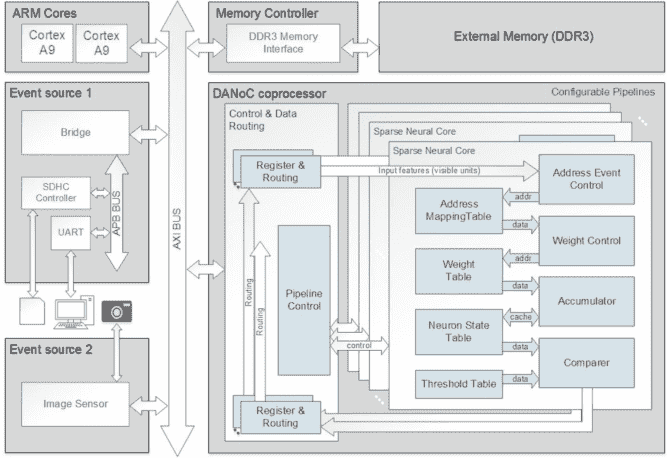 ARM Cores
Cortex
A9
Cortex
A9
Memory Controller
DDR3 Memory
Interface
External Memory (DDR3)
Event source 1
Bridge
SDHC
Controller
UART
APB BUS
AXI BUS
Event source 2
Image Sensor
DANoC coprocessor
Configurable Pipelines
Control & Data
Routing
Register &
Routing
Pipeline
Control
Routing
Routing
Register &
Routing
Input features (visible units)
control
Sparse Neural Core
Sparse Neural Core
Address Event
Control
addr
Address
MappingTable
data
Weight Control
addr
Weight
Table
data
Accumulator
cache
Neuron State
Table
data
Comparer
Threshold Table
data